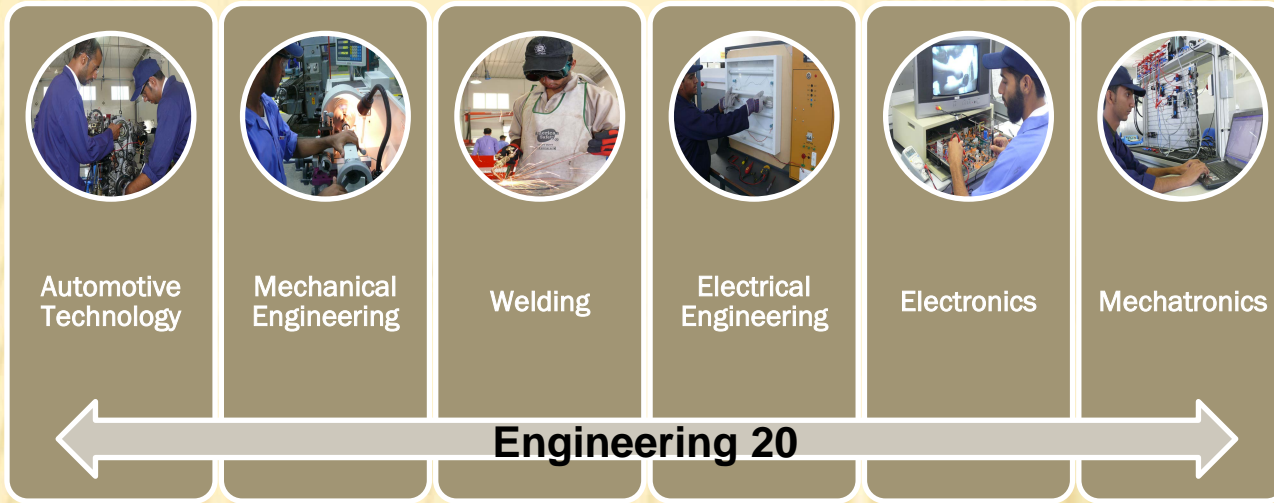 Automotive
Technology
Mechanical
Engineering
Welding
Electrical
Engineering
Electronics
Mechatronics
Engineering 20